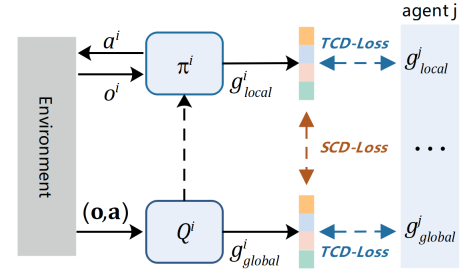 agent j
a^i
TCD-Loss
π^i
g^i_local
g^j_local
o^i
Environment
SCD-Loss
...
(o,a)
Q^i
g^i_global
g^j_global
TCD-Loss